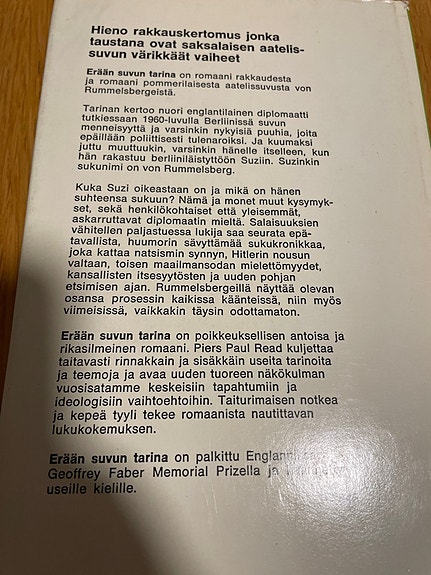 Hieno rakkauskertomus jonka
taustana ovat saksalaisen aatelis-
suvun värikkäät vaiheet
Erään suvun tarina on romaani rakkaudesta
ja romaani pommerilaisesta aatelissuvusta von
Rummelsbergeistä.
Tarinan kertoo nuori englantilainen diplomaatti
tutkiessaan 1960-luvulla Berliinissä suvun
menneisyyttä ja varsinkin nykyisiä puuhia, joita
epäillään poliittisesti tulenaroiksi. Ja kuumaksi
juttu muuttuukin, varsinkin hänelle itselleen, kun
hän rakastuu berliiniläistyttöön Suziin. Suzinkin
sukunimi on von Rummelsberg.
Kuka Suzi oikeastaan on ja mikä on hänen
suhteensa sukuun? Nämä ja monet muut kysymyk-
set, sekä henkilökohtaiset että yleisemmät,
askarruttavat diplomaatin mieltä. Salaisuuksien
vähitellen paljastuessa lukija saa seurata epä-
tavallista, huumorin sävyttämää sukukronikkaa,
joka kattaa natsismin synnyn, Hitlerin nousun
valtaan, toisen maailmansodan mielettömyydet,
kansallisten itsesyytösten ja uuden pohjan
etsimisen ajan. Rummelsbergeillä näyttää olevan
osansa prosessin kaikissa käänteissä, niin myös
viimeisissä, vaikkakin täysin odottamaton.
Erään suvun tarina on poikkeuksellisen antoisa ja
rikasilmeinen romaani. Piers Paul Read kuljettaa
taitavasti rinnakkain ja sisäkkäin useita tarinoita
ja teemoja ja avaa uuden tuoreen näkökulman
vuosisatamme keskeisiin tapahtumiin ja
ideologisiin vaihtoehtoihin. Taiturimaisen notkea
ja kepeä tyyli tekee romaanista nautittavan
lukukokemuksen.
Erään suvun tarina on palkittu Englannissa
Geoffrey Faber Memorial Prizella ja
useille kielille.